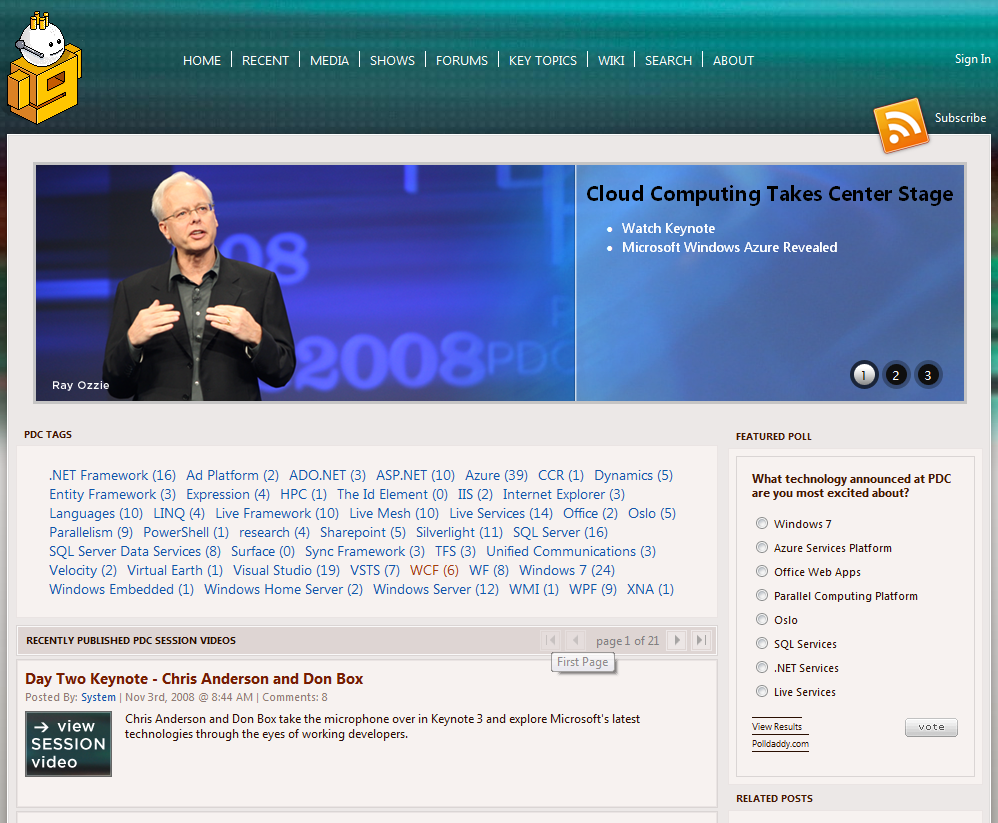 HOME | RECENT | MEDIA | SHOWS | FORUMS | KEY TOPICS | WIKI | SEARCH | ABOUT
Sign In
Subscribe
Cloud Computing Takes Center Stage
• Watch Keynote
• Microsoft Windows Azure Revealed
08
2008 PDC
Ray Ozzie
1 2 3
PDC TAGS
.NET Framework (16) Ad Platform (2) ADO.NET (3) ASP.NET (10) Azure (39) CCR (1) Dynamics (5)
Entity Framework (3) Expression (4) HPC (1) The Id Element (0) IIS (2) Internet Explorer (3)
Languages (10) LINQ (4) Live Framework (10) Live Mesh (10) Live Services (14) Office (2) Oslo (5)
Parallelism (9) PowerShell (1) research (4) Sharepoint (5) Silverlight (11) SQL Server (16)
SQL Server Data Services (8) Surface (0) Sync Framework (3) TFS (3) Unified Communications (3)
Velocity (2) Virtual Earth (1) Visual Studio (19) VSTS (7) WCF (6) WF (8) Windows 7 (24)
Windows Embedded (1) Windows Home Server (2) Windows Server (12) WMI (1) WPF (9) XNA (1)
RECENTLY PUBLISHED PDC SESSION VIDEOS
page 1 of 21
First Page
Day Two Keynote - Chris Anderson and Don Box
Posted By: System | Nov 3rd, 2008 @ 8:44 AM | Comments: 8
→ view
SESSION
video
Chris Anderson and Don Box take the microphone over in Keynote 3 and explore Microsoft's latest
technologies through the eyes of working developers.
FEATURED POLL
What technology announced at PDC
are you most excited about?
Windows 7
Azure Services Platform
Office Web Apps
Parallel Computing Platform
Oslo
SQL Services
.NET Services
Live Services
View Results
Polldaddy.com
vote
RELATED POSTS